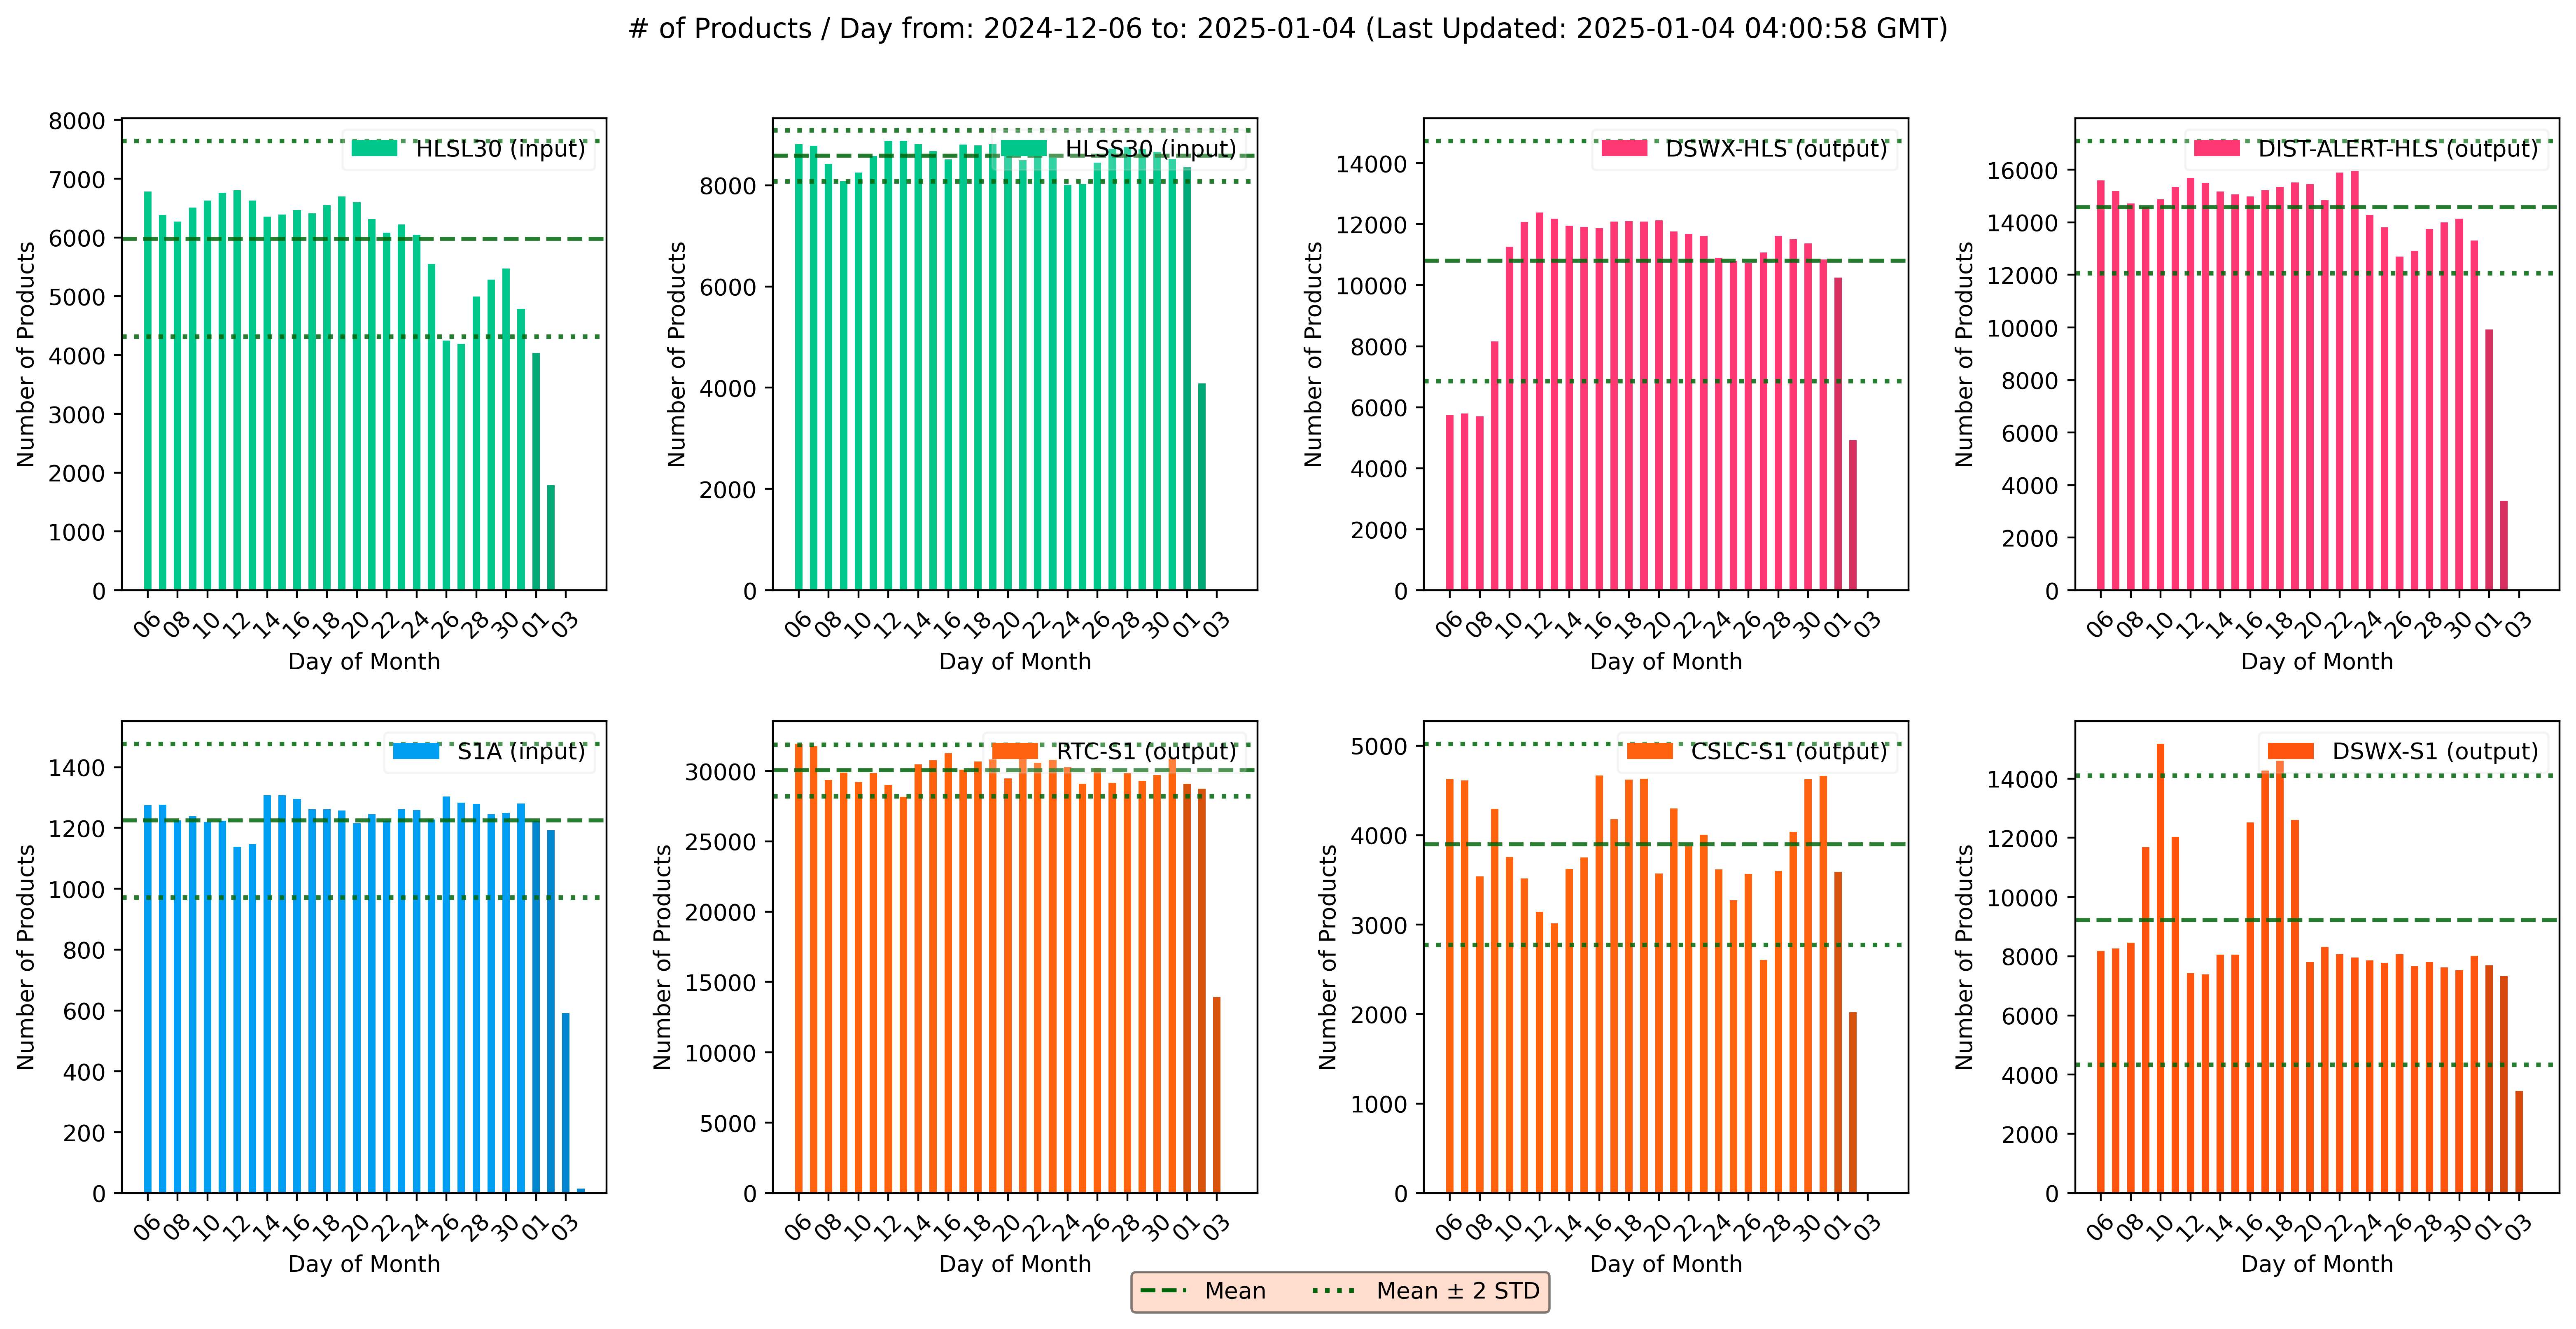 # of Products / Day from: 2024-12-06 to: 2025-01-04 (Last Updated: 2025-01-04 04:00:58 GMT)
HLSL30 (input)
Number of Products
8000
7000
6000
5000
4000
3000
2000
1000
0
06 08 10 12 14 16 18 20 22 24 26 28 30 01 03
Day of Month
HLSS30 (input)
Number of Products
8000
6000
4000
2000
0
06 08 10 12 14 16 18 20 22 24 26 28 30 01 03
Day of Month
DSWX-HLS (output)
Number of Products
14000
12000
10000
8000
6000
4000
2000
0
06 08 10 12 14 16 18 20 22 24 26 28 30 01 03
Day of Month
DIST-ALERT-HLS (output)
Number of Products
16000
14000
12000
10000
8000
6000
4000
2000
0
06 08 10 12 14 16 18 20 22 24 26 28 30 01 03
Day of Month
S1A (input)
Number of Products
1400
1200
1000
800
600
400
200
0
06 08 10 12 14 16 18 20 22 24 26 28 30 01 03
Day of Month
RTC-S1 (output)
Number of Products
30000
25000
20000
15000
10000
5000
0
06 08 10 12 14 16 18 20 22 24 26 28 30 01 03
Day of Month
CSLC-S1 (output)
Number of Products
5000
4000
3000
2000
1000
0
06 08 10 12 14 16 18 20 22 24 26 28 30 01 03
Day of Month
DSWX-S1 (output)
Number of Products
14000
12000
10000
8000
6000
4000
2000
0
06 08 10 12 14 16 18 20 22 24 26 28 30 01 03
Day of Month
Mean
Mean ± 2 STD